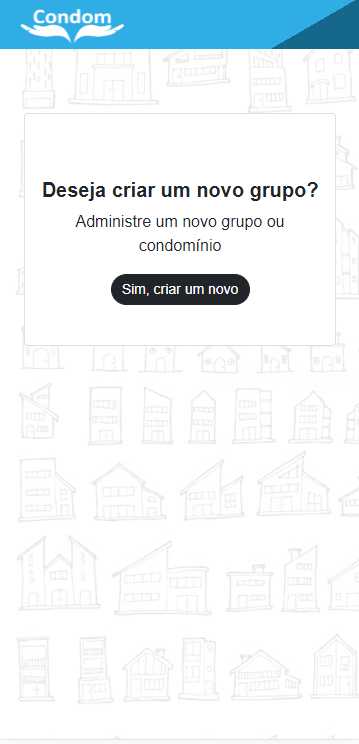 Condom
Deseja criar um novo grupo?
Administre um novo grupo ou
condomínio
Sim, criar um novo